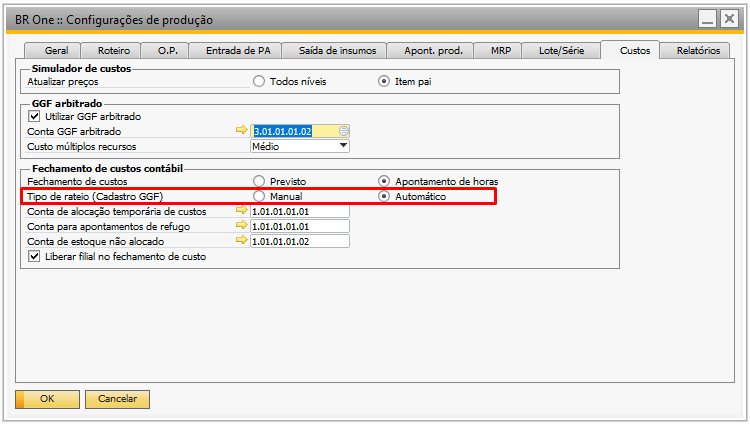 BR One :: Configurações de produção
Geral Roteiro O.P. Entrada de PA Saída de insumos Apont. prod. MRP Lote/Série Custos Relatórios
Simulador de custos
Atualizar preços Todos níveis Item pai
GGF arbitrado
Utilizar GGF arbitrado
Conta GGF arbitrado 3.01.01.01.02
Custo múltiplos recursos Médio
Fechamento de custos contábil
Fechamento de custos Previsto Apontamento de horas
Tipo de rateio (Cadastro GGF) Manual Automático
Conta de alocação temporária de custos 1.01.01.01.01
Conta para apontamentos de refugo 1.01.01.01.01
Conta de estoque não alocado 1.01.01.01.02
Liberar filial no fechamento de custo
OK Cancelar